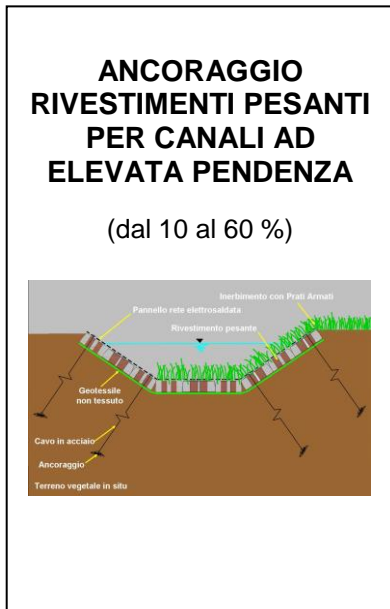 ANCORAGGIO
RIVESTIMENTI PESANTI
PER CANALI AD
ELEVATA PENDENZA
(dal 10 al 60 %)
Inerbimento con Prati Armati
Pannello rete elettrosaldata
Rivestimento pesante
Geotessile
non tessuto
Cavo in acciaio
Ancoraggio
Terreno vegetale in situ